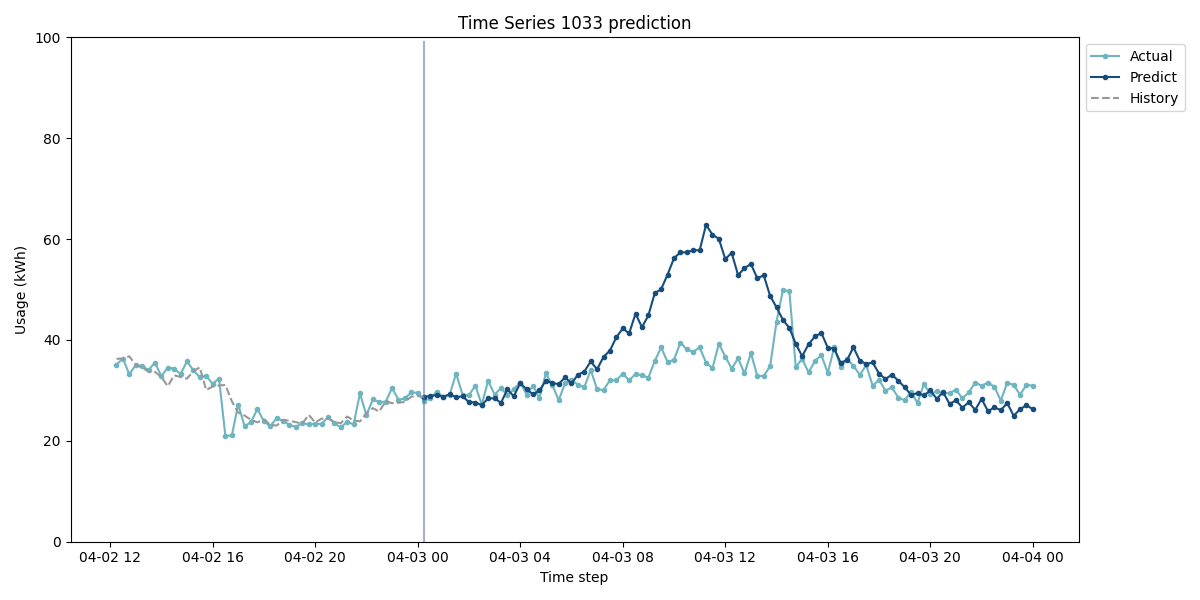 Time Series 1033 prediction
Usage (kWh)
100
80
60
40
20
0
04-02 12
04-02 16
04-02 20
04-03 00
04-03 04
04-03 08
04-03 12
04-03 16
04-03 20
04-04 00
Time step
Actual
Predict
History